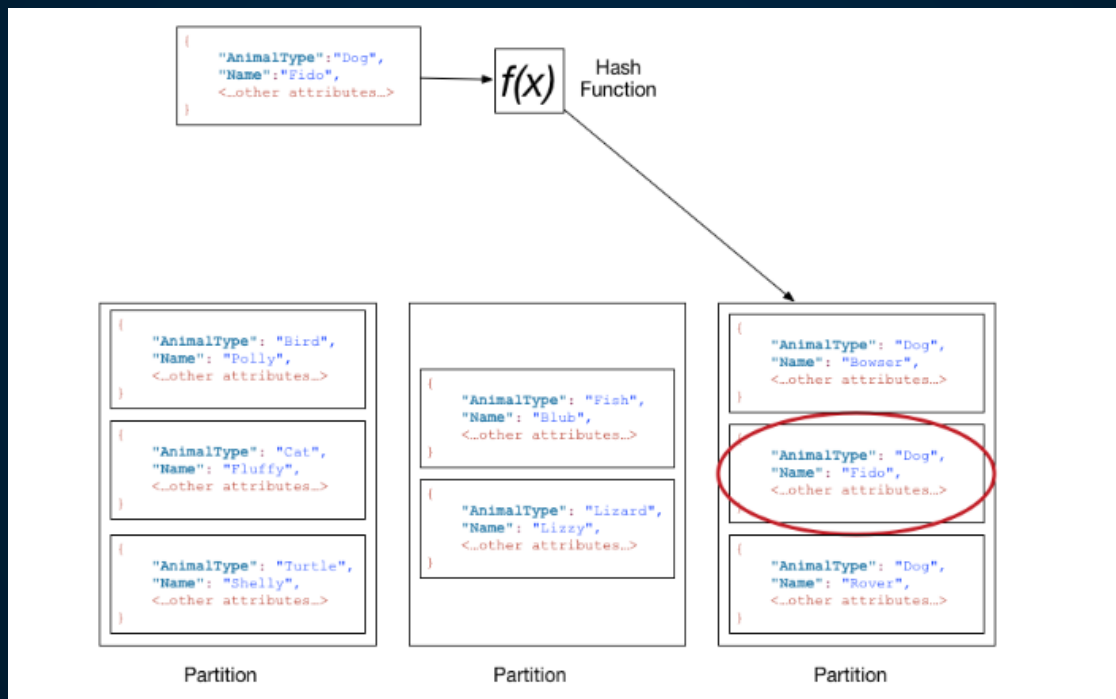 {
"AnimalType":"Dog",
"Name":"Fido",
<…other attributes…>
}
f(x)
Hash
Function
{
"AnimalType": "Bird",
"Name": "Polly",
<…other attributes…>
}
{
"AnimalType": "Cat",
"Name": "Fluffy",
<…other attributes…>
}
{
"AnimalType": "Turtle",
"Name": "Shelly",
<…other attributes…>
}
Partition
{
"AnimalType": "Fish",
"Name": "Blub",
<…other attributes…>
}
{
"AnimalType": "Lizard",
"Name": "Lizzy",
<…other attributes…>
}
Partition
{
"AnimalType": "Dog",
"Name": "Bowser",
<…other attributes…>
}
{
"AnimalType": "Dog",
"Name": "Fido",
<…other attributes…>
}
{
"AnimalType": "Dog",
"Name": "Rover",
<…other attributes…>
}
Partition